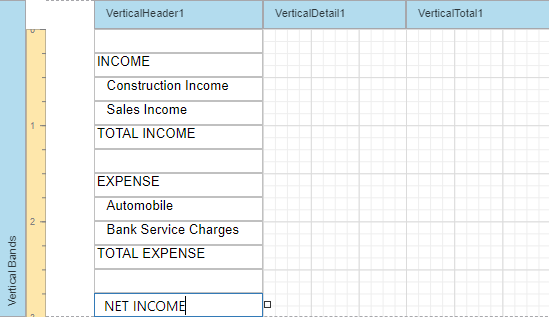 VerticalHeader1 VerticalDetail1 VerticalTotal1
INCOME
Construction Income
Sales Income
1
TOTAL INCOME
EXPENSE
Automobile
2
Bank Service Charges
TOTAL EXPENSE
Vertical Bands
NET INCOME